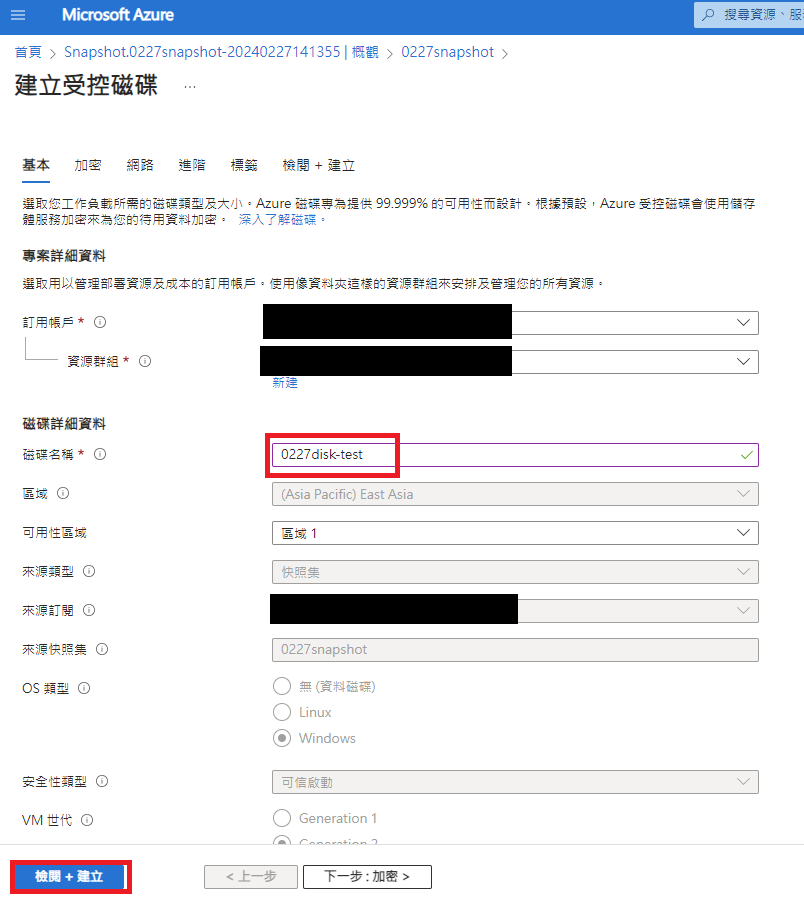 Microsoft Azure
搜尋資源、服
首頁 > Snapshot.0227snapshot-20240227141355 | 概觀 > 0227snapshot >
建立受控磁碟 ...
基本 加密 網路 進階 標籤 檢閱 + 建立
選取您工作負載所需的磁碟類型及大小。Azure 磁碟專為提供 99.999% 的可用性而設計。根據預設，Azure 受控磁碟會使用儲存
體服務加密來為您的待用資料加密。 深入了解磁碟。
專案詳細資料
選取用以管理部署資源及成本的訂用帳戶。使用像資料夾這樣的資源群組來安排及管理您的所有資源。
訂用帳戶 *
資源群組 *
新建
磁碟詳細資料
磁碟名稱 * 0227disk-test
區域 (Asia Pacific) East Asia
可用性區域 區域 1
來源類型 快照集
來源訂閱
來源快照集 0227snapshot
OS 類型 無 (資料磁碟)
Linux
Windows
安全性類型 可信啟動
VM 世代 Generation 1
Generation 2
檢閱 + 建立 < 上一步 下一步 : 加密 >